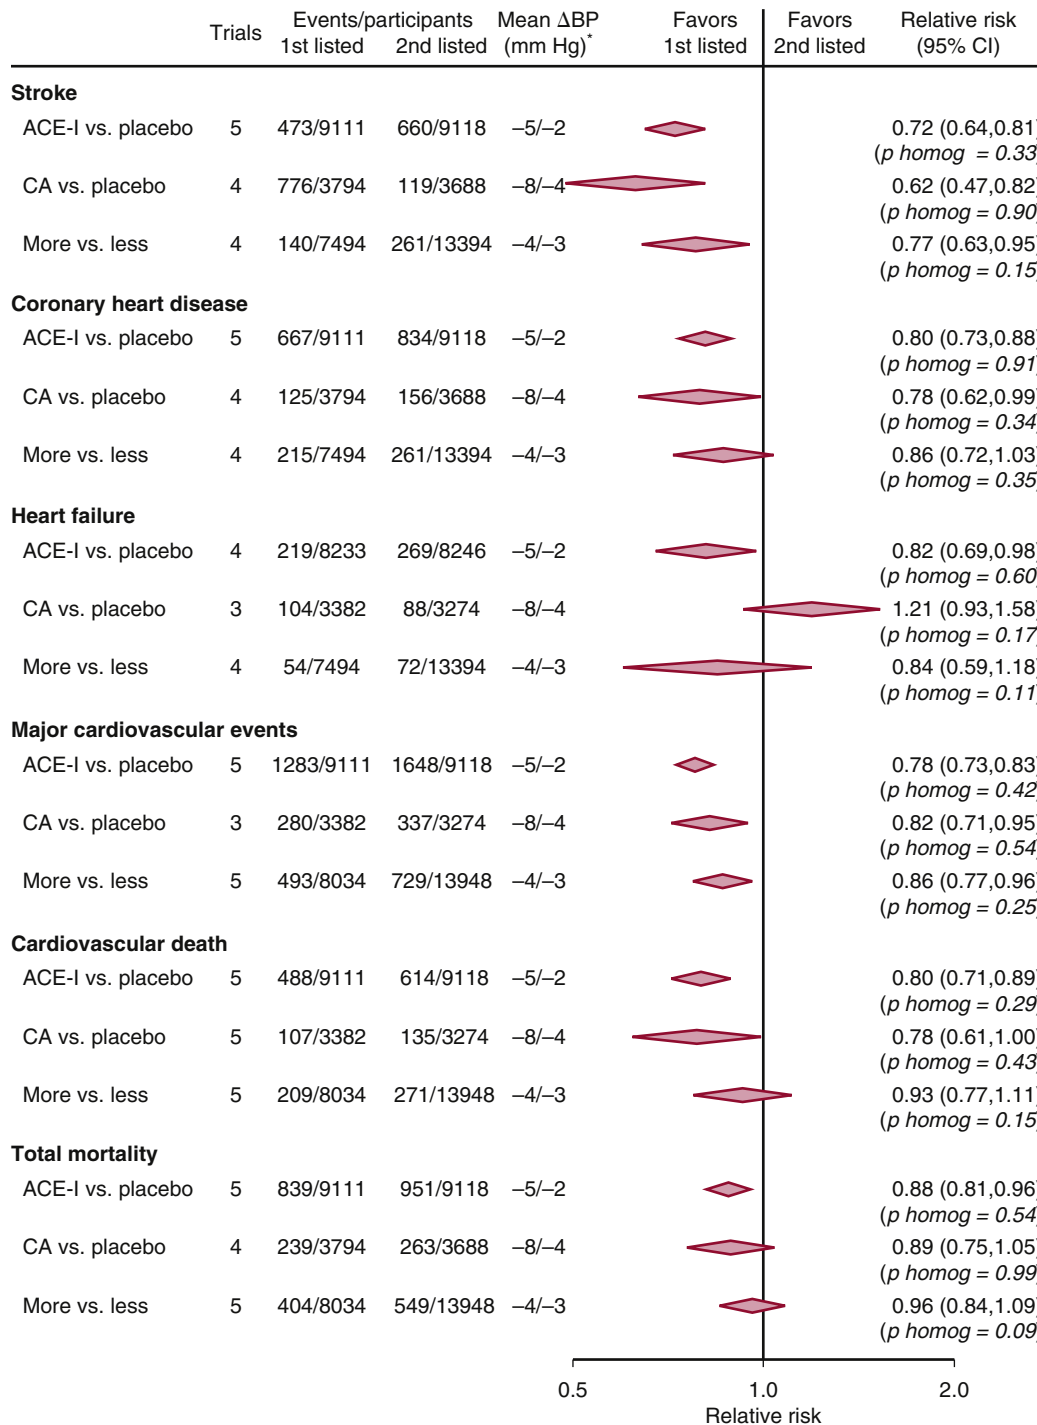 Trials Events/participants Mean ΔBP Favors Favors Relative risk
1st listed 2nd listed (mm Hg)* 1st listed 2nd listed (95% CI)
Stroke
ACE-I vs. placebo 5 473/9111 660/9118 –5/–2 0.72 (0.64,0.81)
(p homog = 0.33)
CA vs. placebo 4 776/3794 119/3688 –8/–4 0.62 (0.47,0.82)
(p homog = 0.90)
More vs. less 4 140/7494 261/13394 –4/–3 0.77 (0.63,0.95)
(p homog = 0.15)
Coronary heart disease
ACE-I vs. placebo 5 667/9111 834/9118 –5/–2 0.80 (0.73,0.88)
(p homog = 0.91)
CA vs. placebo 4 125/3794 156/3688 –8/–4 0.78 (0.62,0.99)
(p homog = 0.34)
More vs. less 4 215/7494 261/13394 –4/–3 0.86 (0.72,1.03)
(p homog = 0.35)
Heart failure
ACE-I vs. placebo 4 219/8233 269/8246 –5/–2 0.82 (0.69,0.98)
(p homog = 0.60)
CA vs. placebo 3 104/3382 88/3274 –8/–4 1.21 (0.93,1.58)
(p homog = 0.17)
More vs. less 4 54/7494 72/13394 –4/–3 0.84 (0.59,1.18)
(p homog = 0.11)
Major cardiovascular events
ACE-I vs. placebo 5 1283/9111 1648/9118 –5/–2 0.78 (0.73,0.83)
(p homog = 0.42)
CA vs. placebo 3 280/3382 337/3274 –8/–4 0.82 (0.71,0.95)
(p homog = 0.54)
More vs. less 5 493/8034 729/13948 –4/–3 0.86 (0.77,0.96)
(p homog = 0.25)
Cardiovascular death
ACE-I vs. placebo 5 488/9111 614/9118 –5/–2 0.80 (0.71,0.89)
(p homog = 0.29)
CA vs. placebo 5 107/3382 135/3274 –8/–4 0.78 (0.61,1.00)
(p homog = 0.43)
More vs. less 5 209/8034 271/13948 –4/–3 0.93 (0.77,1.11)
(p homog = 0.15)
Total mortality
ACE-I vs. placebo 5 839/9111 951/9118 –5/–2 0.88 (0.81,0.96)
(p homog = 0.54)
CA vs. placebo 4 239/3794 263/3688 –8/–4 0.89 (0.75,1.05)
(p homog = 0.99)
More vs. less 5 404/8034 549/13948 –4/–3 0.96 (0.84,1.09)
(p homog = 0.09)
0.5 1.0 2.0
Relative risk